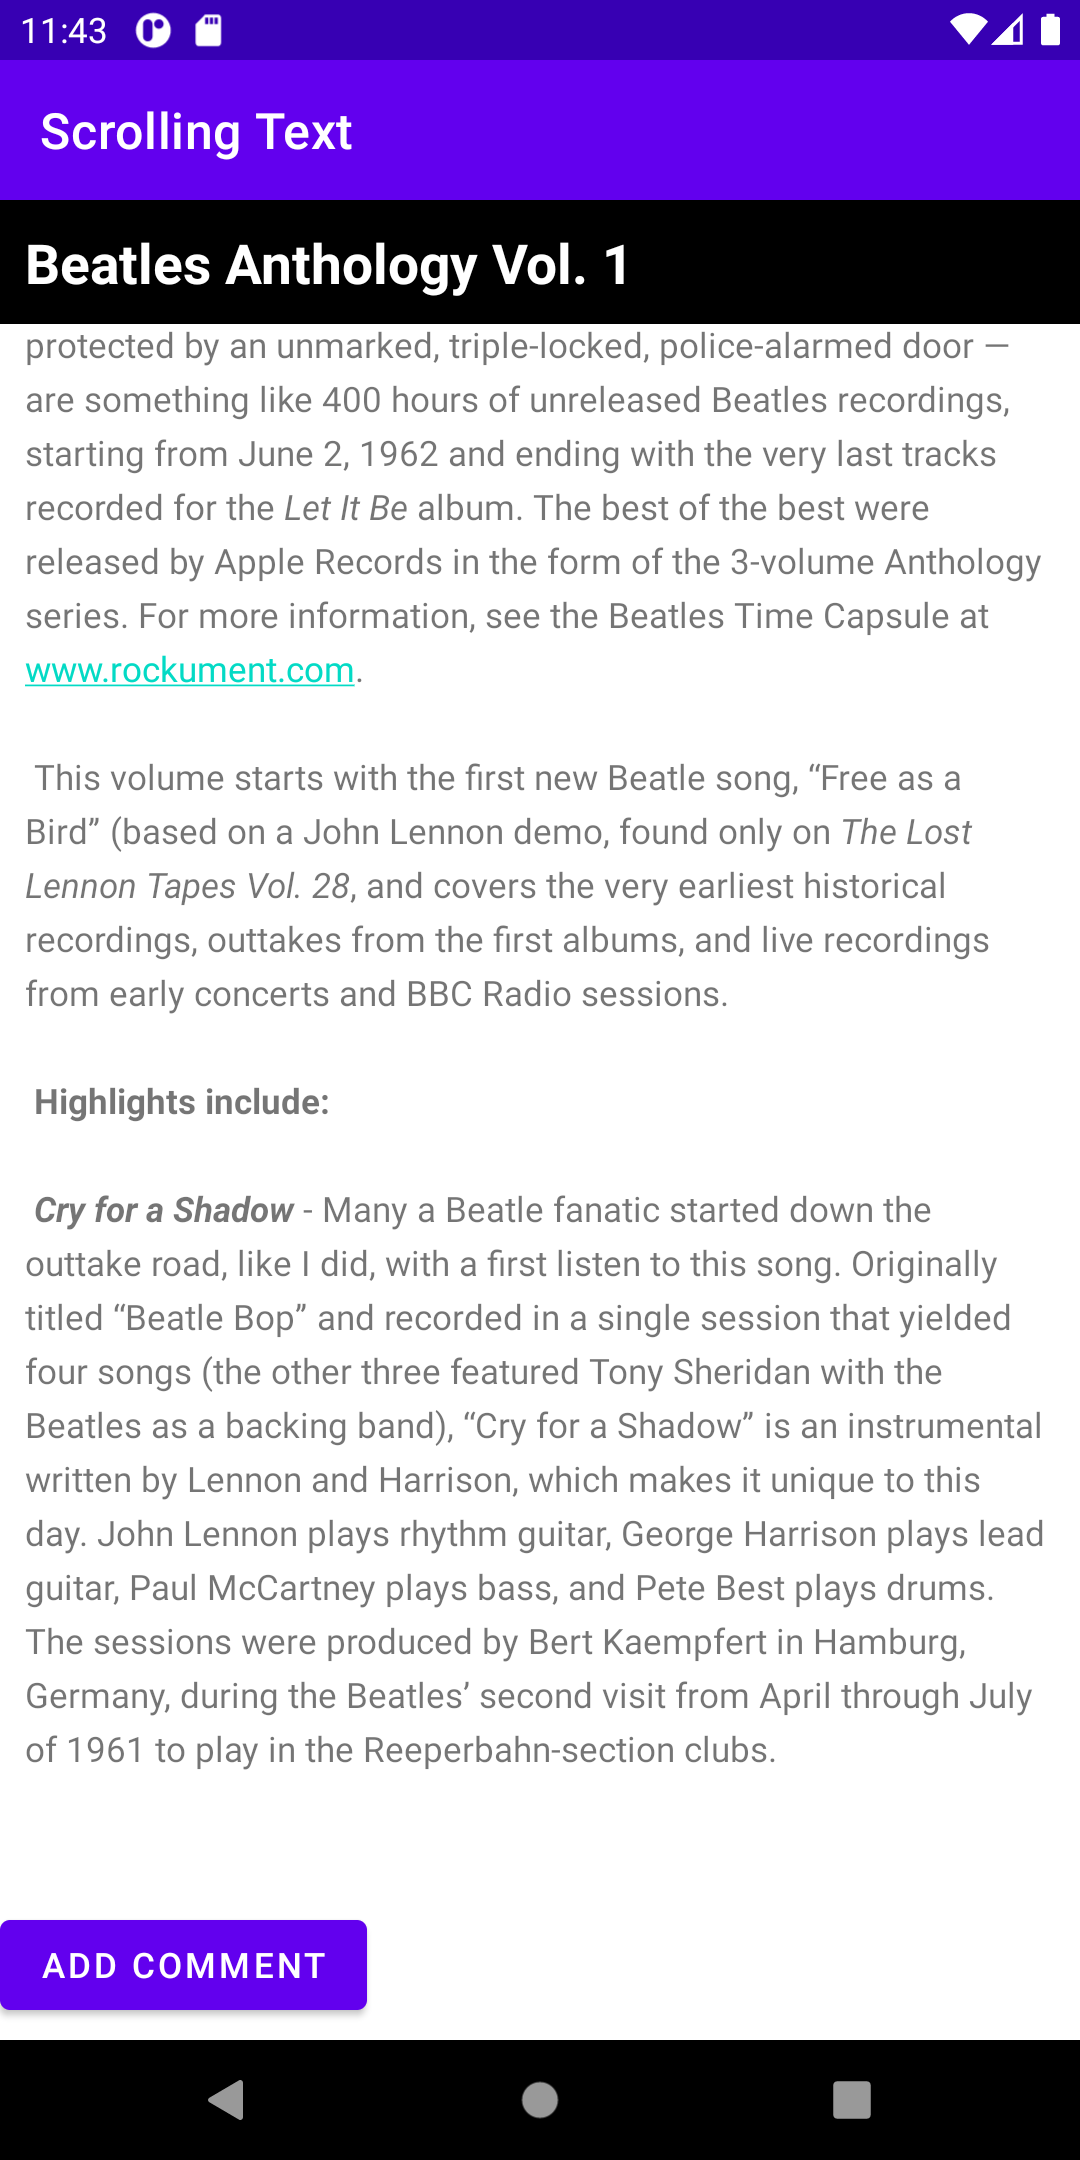 11:43
Scrolling Text
Beatles Anthology Vol. 1
protected by an unmarked, triple-locked, police-alarmed door —
are something like 400 hours of unreleased Beatles recordings,
starting from June 2, 1962 and ending with the very last tracks
recorded for the Let It Be album. The best of the best were
released by Apple Records in the form of the 3-volume Anthology
series. For more information, see the Beatles Time Capsule at
www.rockument.com.
This volume starts with the first new Beatle song, “Free as a
Bird” (based on a John Lennon demo, found only on The Lost
Lennon Tapes Vol. 28, and covers the very earliest historical
recordings, outtakes from the first albums, and live recordings
from early concerts and BBC Radio sessions.
Highlights include:
Cry for a Shadow - Many a Beatle fanatic started down the
outtake road, like I did, with a first listen to this song. Originally
titled “Beatle Bop” and recorded in a single session that yielded
four songs (the other three featured Tony Sheridan with the
Beatles as a backing band), “Cry for a Shadow” is an instrumental
written by Lennon and Harrison, which makes it unique to this
day. John Lennon plays rhythm guitar, George Harrison plays lead
guitar, Paul McCartney plays bass, and Pete Best plays drums.
The sessions were produced by Bert Kaempfert in Hamburg,
Germany, during the Beatles’ second visit from April through July
of 1961 to play in the Reeperbahn-section clubs.
ADD COMMENT